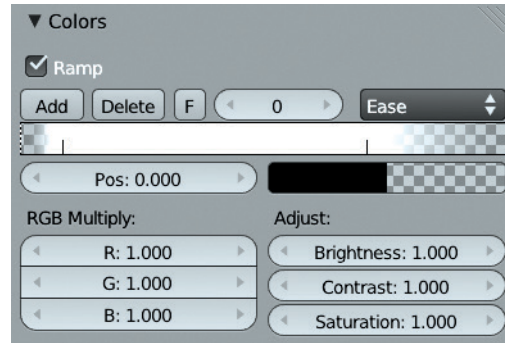 Colors
Ramp
Add Delete F 0 Ease
Pos: 0.000
RGB Multiply: Adjust:
R: 1.000 Brightness: 1.000
G: 1.000 Contrast: 1.000
B: 1.000 Saturation: 1.000